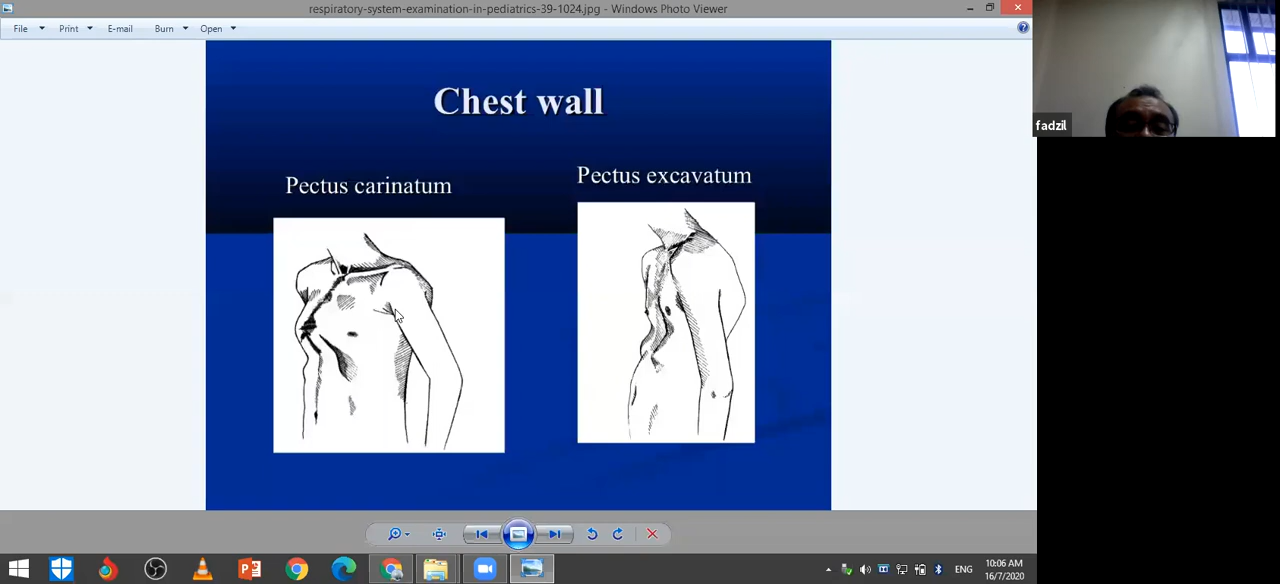 respiratory-system-examination-in-pediatrics-39-1024.jpg - Windows Photo Viewer
File Print E-mail Burn Open
Chest wall
Pectus carinatum
Pectus excavatum
fadzil
ENG
10:06 AM
16/7/2020